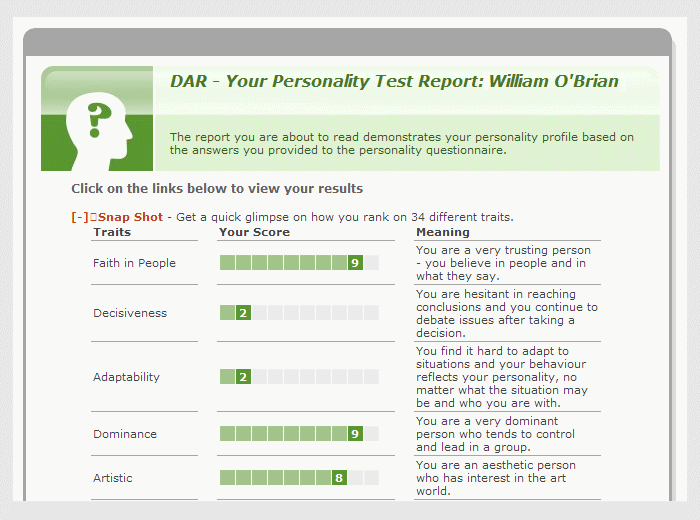 ?
DAR - Your Personality Test Report: William O'Brian
The report you are about to read demonstrates your personality profile based on
the answers you provided to the personality questionnaire.
Click on the links below to view your results
[-]▯Snap Shot - Get a quick glimpse on how you rank on 34 different traits.
Traits Your Score Meaning
Faith in People 9
You are a very trusting person
- you believe in people and in
what they say.
Decisiveness 2
You are hesitant in reaching
conclusions and you continue to
debate issues after taking a
decision.
Adaptability 2
You find it hard to adapt to
situations and your behaviour
reflects your personality, no
matter what the situation may
be and who you are with.
Dominance 9
You are a very dominant
person who tends to control
and lead in a group.
Artistic 8
You are an aesthetic person
who has interest in the art
world.